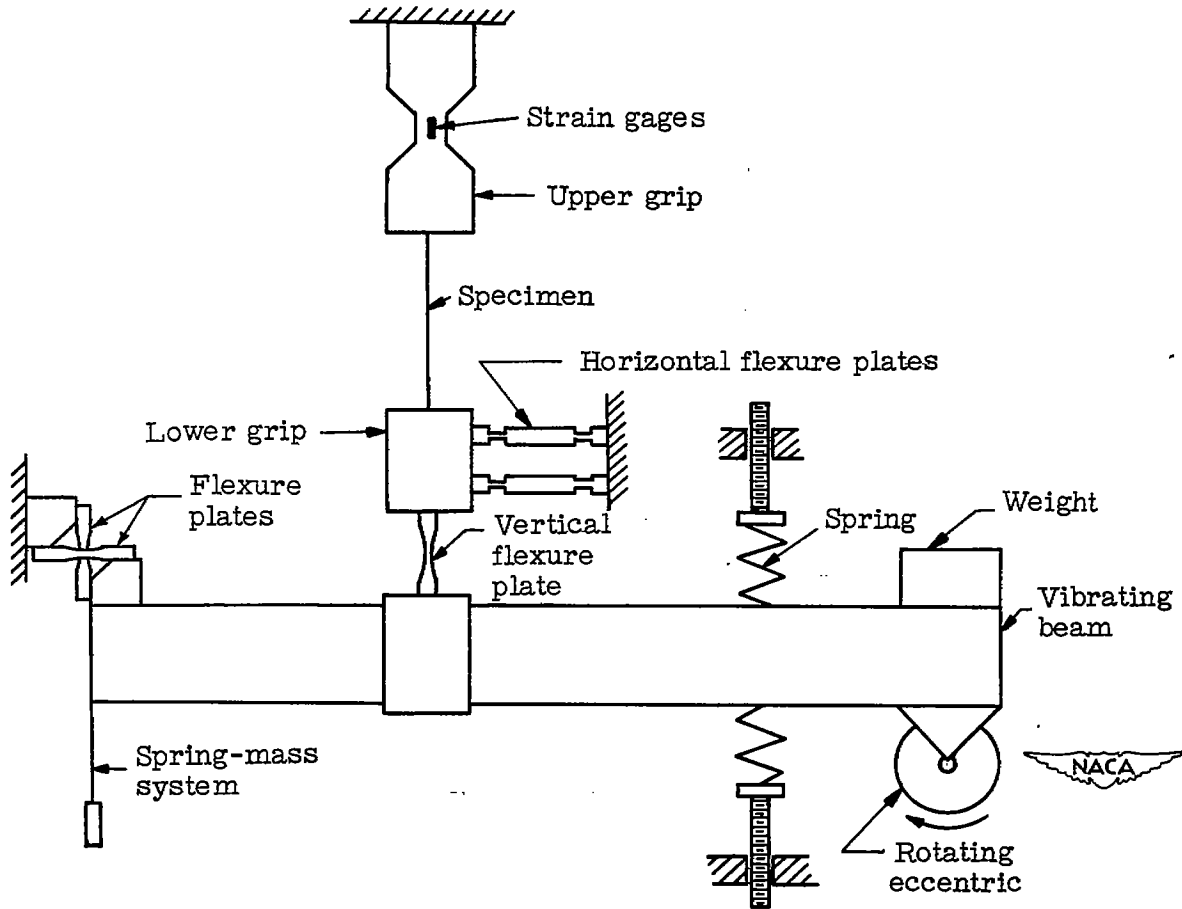 Strain gages
Upper grip
Specimen
Horizontal flexure plates
Lower grip
Flexure
plates
Vertical
flexure
plate
Spring
Weight
Vibrating
beam
Spring-mass
system
NACA
Rotating
eccentric